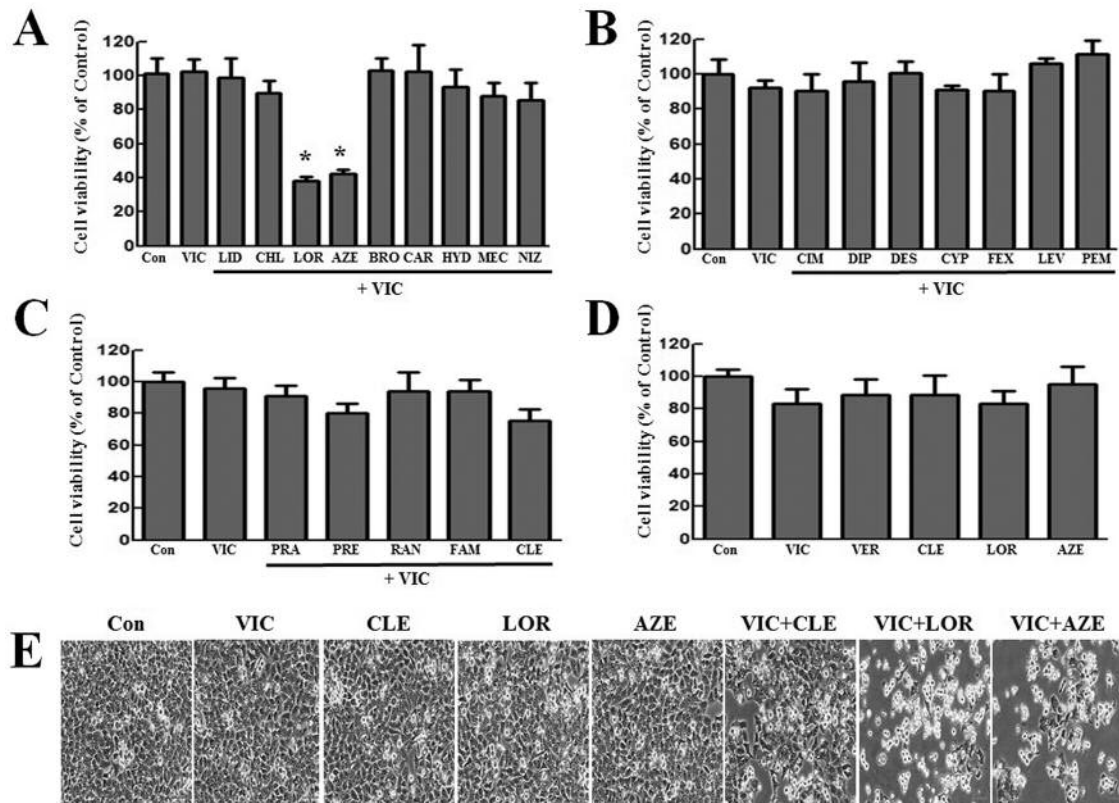 A
Cell viability (% of Control)
120
100
80
60
40
20
0
* *
Con VIC LID CHL LOR AZE BRO CAR HYD MEC NIZ
+ VIC
B
Cell viability (% of Control)
120
100
80
60
40
20
0
Con VIC CIM DIP DES CYP FEX LEV PEM
+ VIC
C
Cell viability (% of Control)
120
100
80
60
40
20
0
Con VIC PRA PRE RAN FAM CLE
+ VIC
D
Cell viability (% of Control)
120
100
80
60
40
20
0
Con VIC VER CLE LOR AZE
E
Con VIC CLE LOR AZE VIC+CLE VIC+LOR VIC+AZE